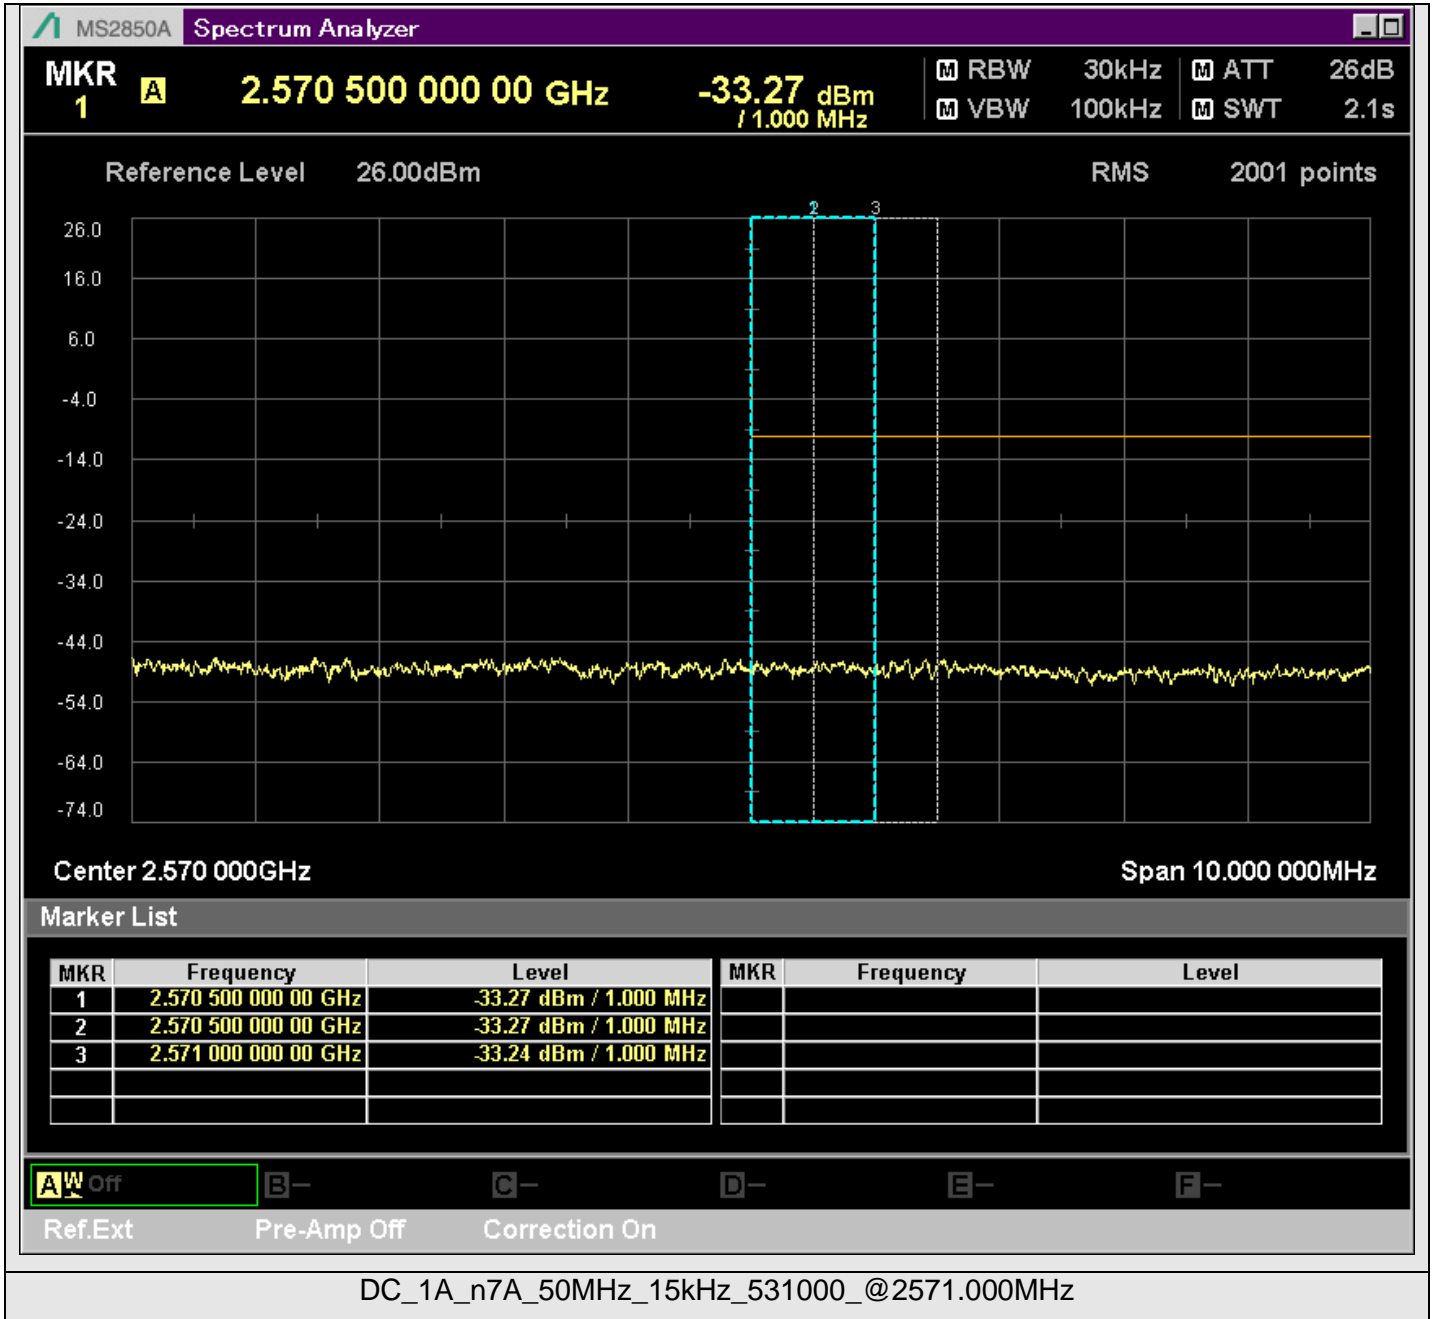 MS2850A Spectrum Analyzer
MKR 1 A 2.570 500 000 00 GHz -33.27 dBm / 1.000 MHz
M RBW 30kHz M ATT 26dB
M VBW 100kHz M SWT 2.1s
Reference Level 26.00dBm RMS 2001 points
2 3
26.0
16.0
6.0
-4.0
-14.0
-24.0
-34.0
-44.0
-54.0
-64.0
-74.0
Center 2.570 000GHz Span 10.000 000MHz
Marker List
MKR Frequency Level MKR Frequency Level
1 2.570 500 000 00 GHz -33.27 dBm / 1.000 MHz
2 2.570 500 000 00 GHz -33.27 dBm / 1.000 MHz
3 2.571 000 000 00 GHz -33.24 dBm / 1.000 MHz
A W Off B – C – D – E – F –
Ref.Ext Pre-Amp Off Correction On
DC_1A_n7A_50MHz_15kHz_531000_@2571.000MHz